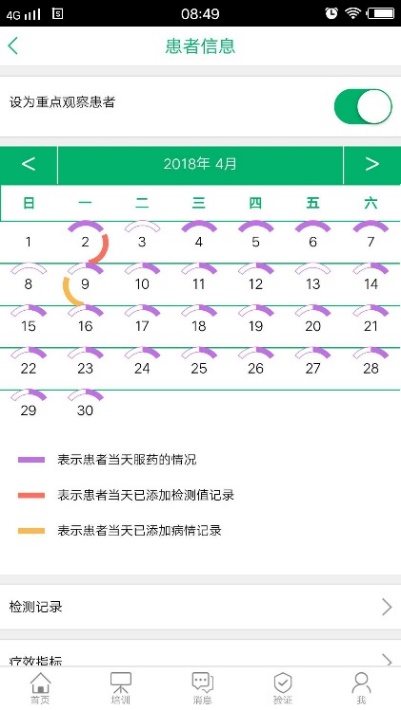 4G 08:49
患者信息
设为重点观察患者
< 2018年 4月 >
日 一 二 三 四 五 六
1 2 3 4 5 6 7
8 9 10 11 12 13 14
15 16 17 18 19 20 21
22 23 24 25 26 27 28
29 30
表示患者当天服药的情况
表示患者当天已添加检测值记录
表示患者当天已添加病情记录
检测记录
疗效指标
首页 培训 消息 验证 我